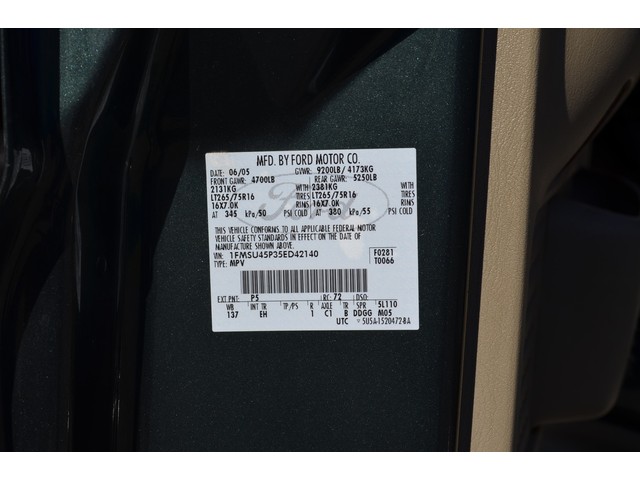 MFD. BY FORD MOTOR CO.
DATE: 06/05 GVWR: 9200LB/ 4173KG
FRONT GAWR: 4700LB REAR GAWR: 5250LB
2131KG WITH 2381KG WITH
LT265/75R16 TIRES LT265/75R16 TIRES
16X7.0K RIMS 16X7.0K RIMS
AT 345 kPa/50 PSI COLD AT 380 kPa/55 PSI COLD
Ford
THIS VEHICLE CONFORMS TO ALL APPLICABLE FEDERAL MOTOR
VEHICLE SAFETY STANDARDS IN EFFECT ON THE DATE OF
MANUFACTURE SHOWN ABOVE.
VIN: 1FMSU45P35ED42140
TYPE: MPV
F0281
T0066
EXT PNT: P5 RC: 72 DSO:
WB INT TR TP/PS R AXLE TR SPR 5L110
137 EH 1 C1 B DDGG M05
UTC 5U5A-1520472-BA